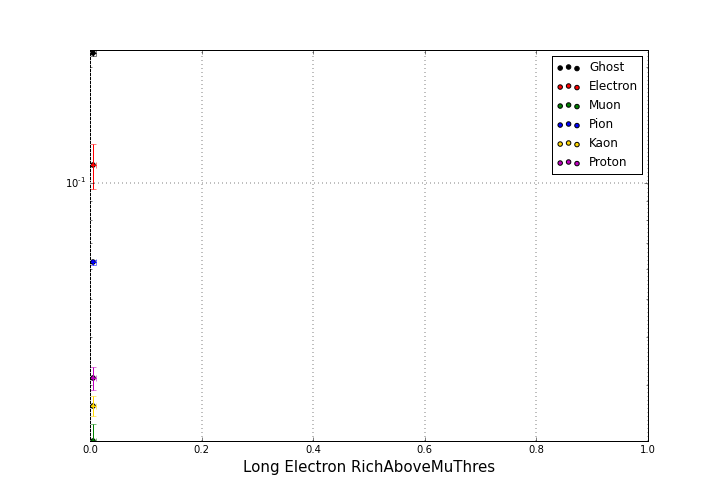 Ghost
Electron
Muon
Pion
Kaon
Proton
10⁻¹
0.0 0.2 0.4 0.6 0.8 1.0
Long Electron RichAboveMuThres